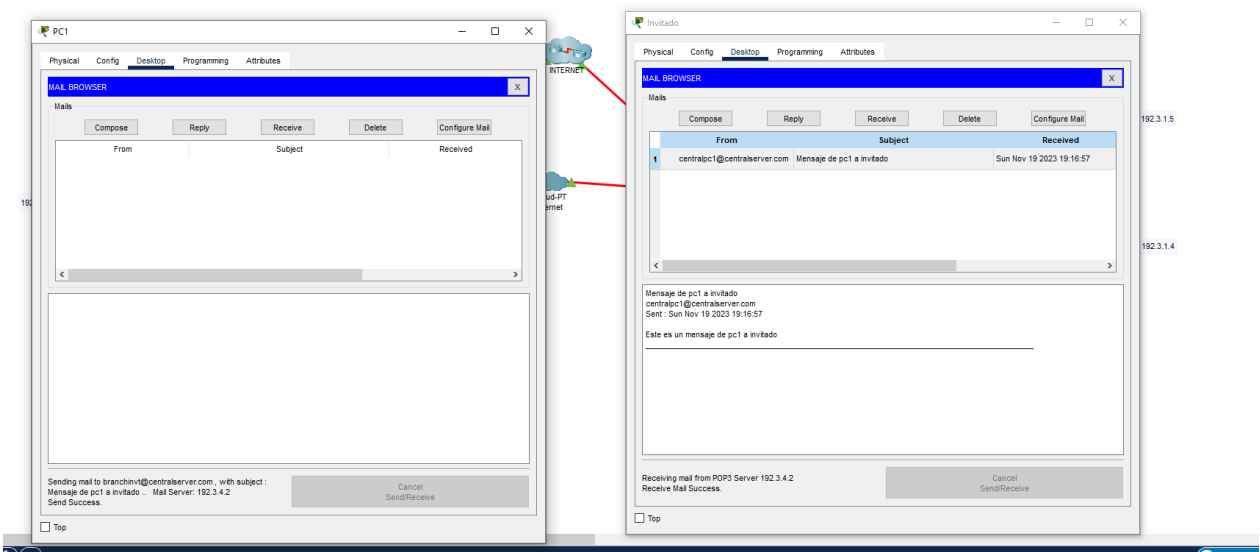 PC1
Physical Config Desktop Programming Attributes
MAIL BROWSER
X
Mails
Compose Reply Receive Delete Configure Mail
From Subject Received
Sending mail to branchinvt@centralserver.com , with subject :
Mensaje de pc1 a invitado .. Mail Server: 192.3.4.2
Send Success.
Cancel
Send/Receive
Top
INTERNET
ud-PT
ernet
192
Invitado
Physical Config Desktop Programming Attributes
MAIL BROWSER
X
Mails
Compose Reply Receive Delete Configure Mail
From Subject Received
1 centralpc1@centralserver.com Mensaje de pc1 a invitado Sun Nov 19 2023 19:16:57
Mensaje de pc1 a invitado
centralpc1@centralserver.com
Sent : Sun Nov 19 2023 19:16:57
Este es un mensaje de pc1 a invitado
Receiving mail from POP3 Server 192.3.4.2
Receive Mail Success.
Cancel
Send/Receive
Top
192.3.1.5
192.3.1.4